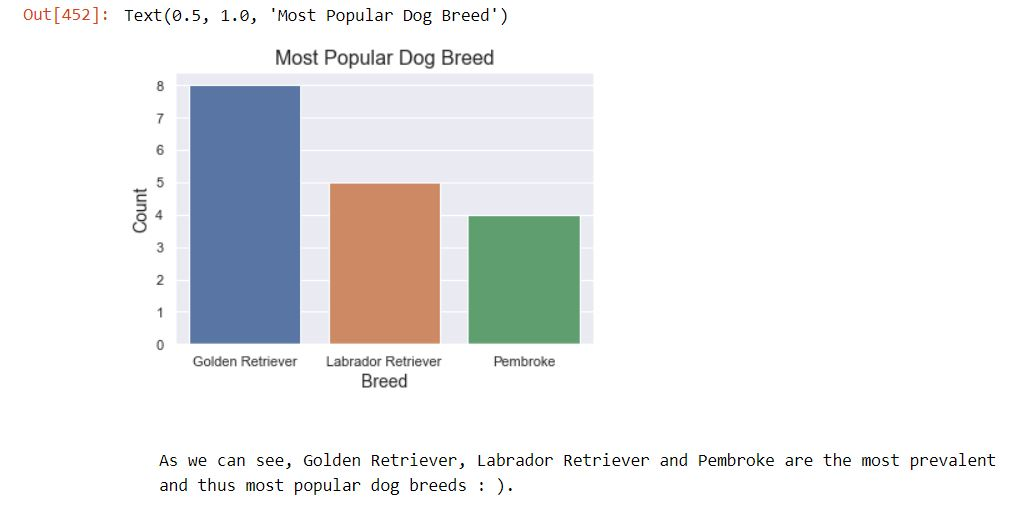 Out[452]: Text(0.5, 1.0, 'Most Popular Dog Breed')
Most Popular Dog Breed
8
7
6
5
4
3
2
1
0
Count
Golden Retriever Labrador Retriever Pembroke
Breed
As we can see, Golden Retriever, Labrador Retriever and Pembroke are the most prevalent
and thus most popular dog breeds : ).